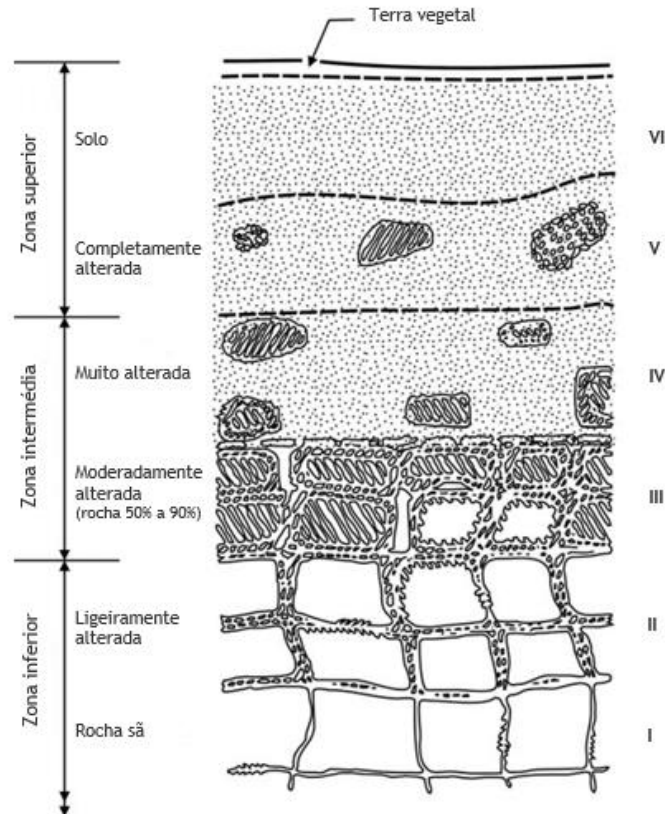 Terra vegetal
Zona superior
Solo
VI
Completamente
alterada
V
Zona intermédia
Muito alterada
IV
Moderadamente
alterada
(rocha 50% a 90%)
III
Zona inferior
Ligeiramente
alterada
II
Rocha sã
I